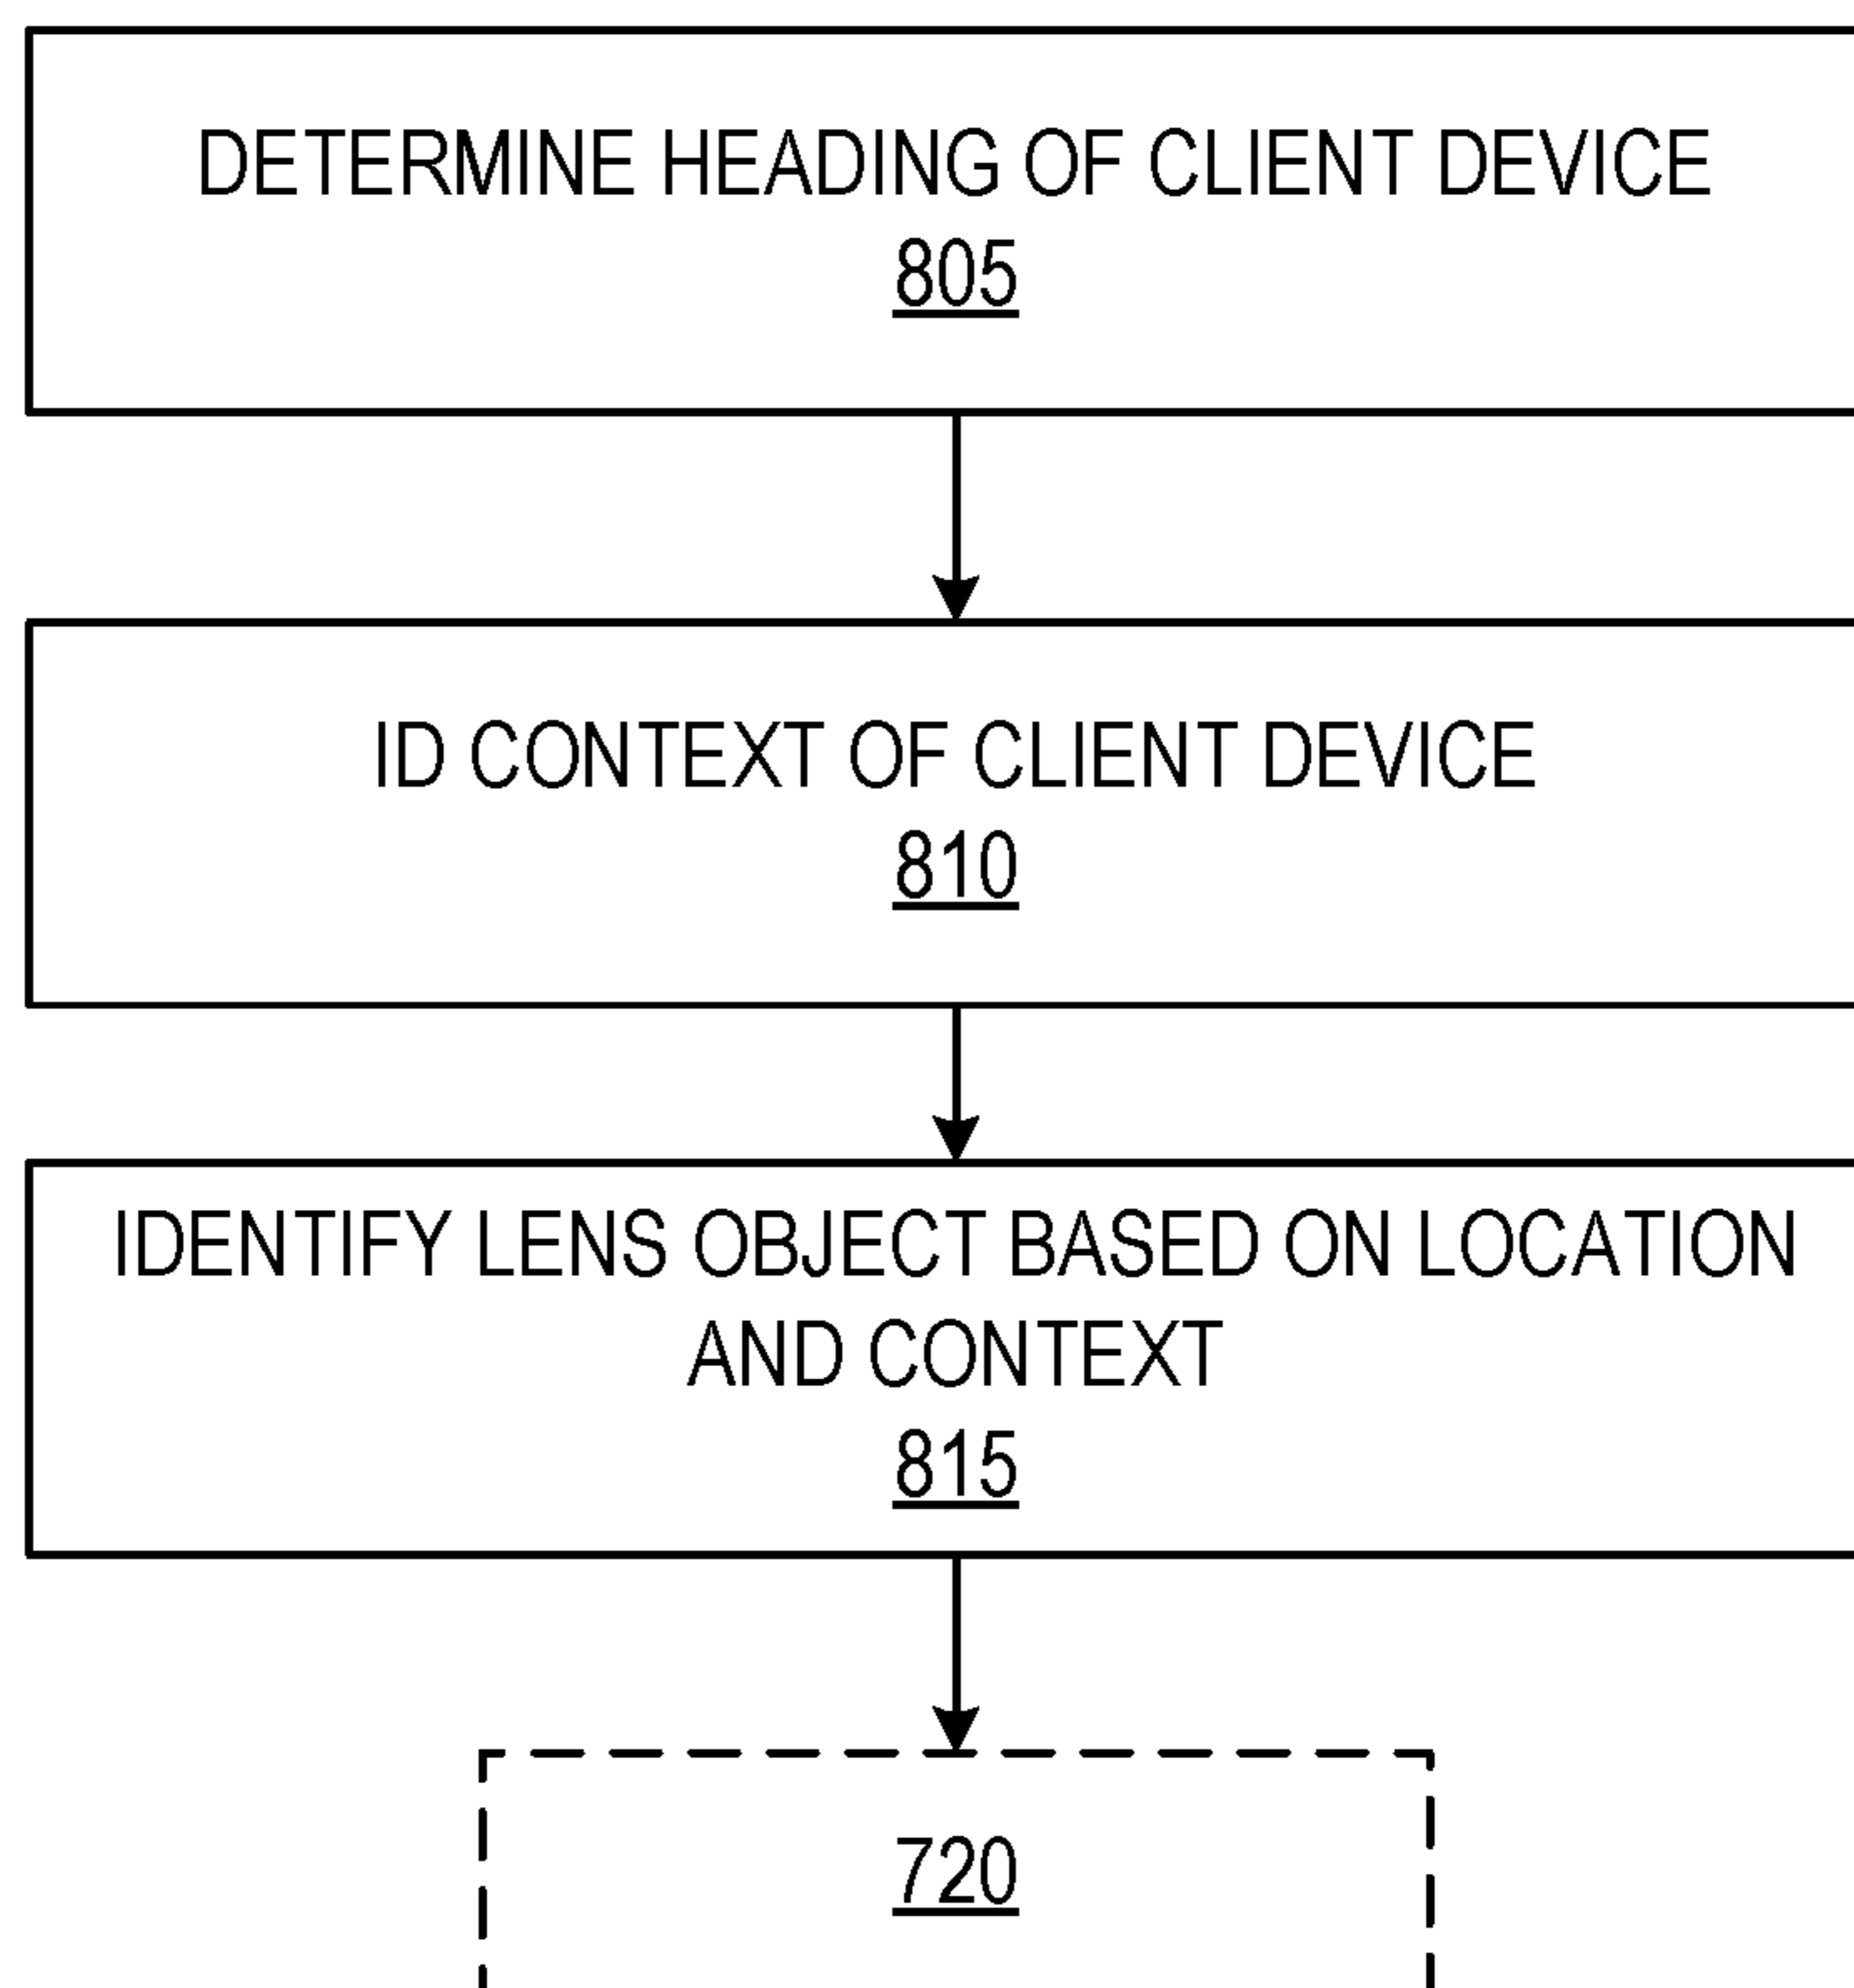 DETERMINE HEADING OF CLIENT DEVICE
805
ID CONTEXT OF CLIENT DEVICE
810
IDENTIFY LENS OBJECT BASED ON LOCATION
AND CONTEXT
815
720